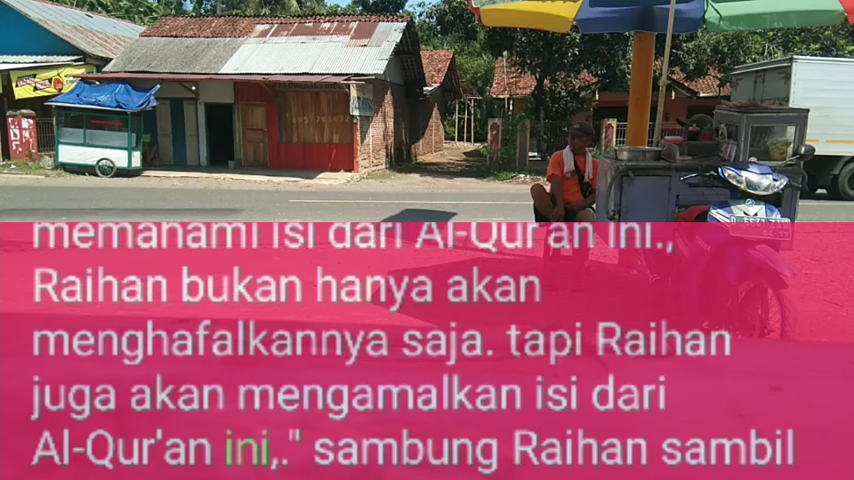 memahami isi dari Al-Qur'an ini.,
Raihan bukan hanya akan
menghafalkannya saja. tapi Raihan
juga akan mengamalkan isi dari
Al-Qur'an ini,." sambung Raihan sambil